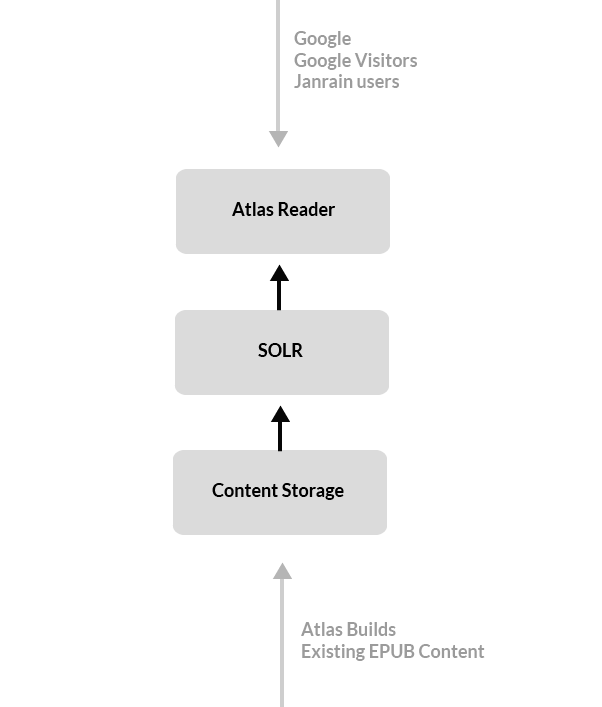 Google
Google Visitors
Janrain users
Atlas Reader
SOLR
Content Storage
Atlas Builds
Existing EPUB Content